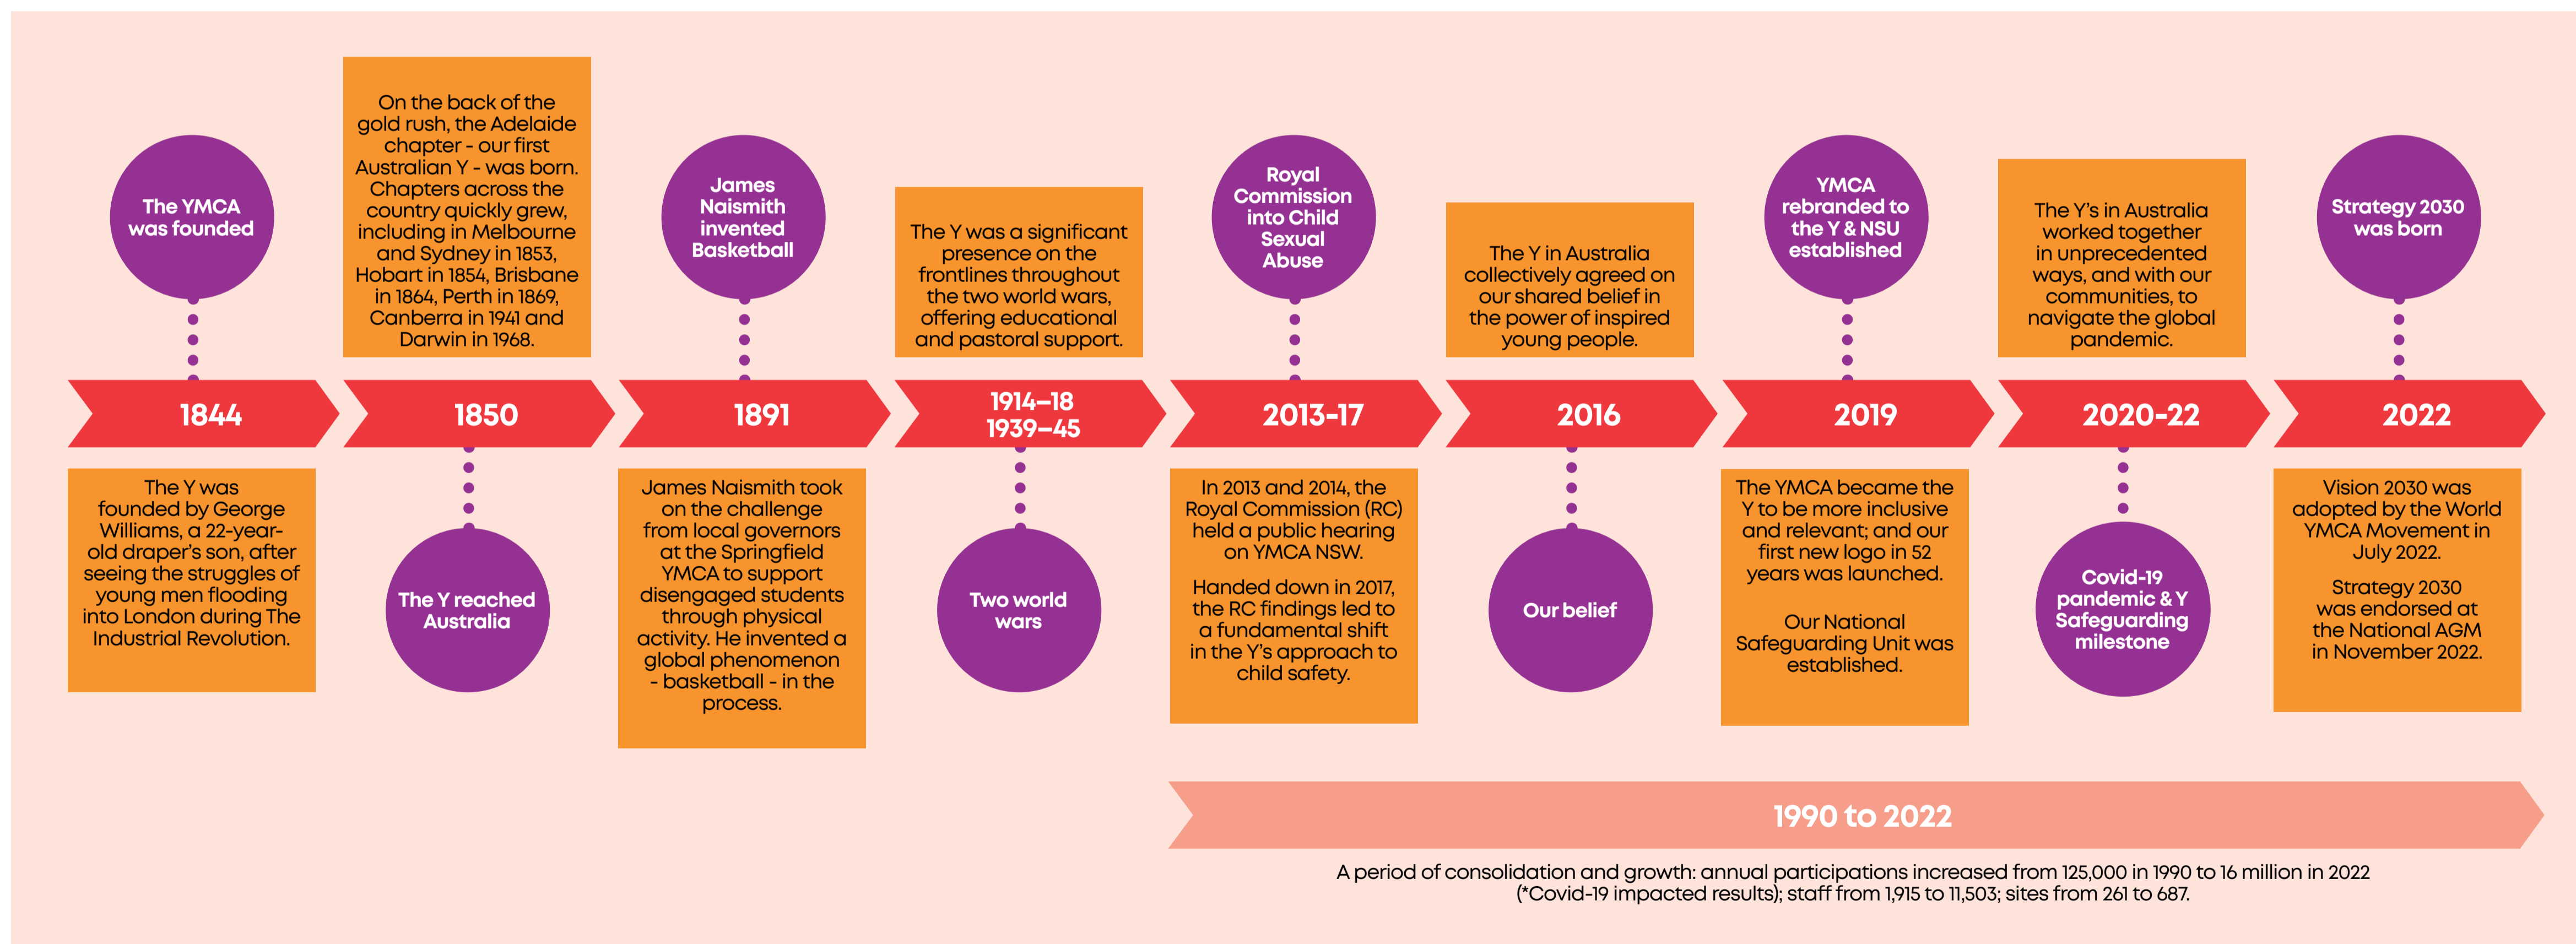 The YMCA
was founded
1844
The Y was
founded by George
Williams, a 22-year-
old draper's son, after
seeing the struggles of
young men flooding
into London during The
Industrial Revolution.
On the back of the
gold rush, the Adelaide
chapter - our first
Australian Y - was born.
Chapters across the
country quickly grew,
including in Melbourne
and Sydney in 1853,
Hobart in 1854, Brisbane
in 1864, Perth in 1869,
Canberra in 1941 and
Darwin in 1968.
1850
The Y reached
Australia
James
Naismith
invented
Basketball
1891
James Naismith took
on the challenge
from local governors
at the Springfield
YMCA to support
disengaged students
through physical
activity. He invented a
global phenomenon
- basketball - in the
process.
The Y was a significant
presence on the
frontlines throughout
the two world wars,
offering educational
and pastoral support.
1914–18
1939–45
Two world
wars
Royal
Commission
into Child
Sexual
Abuse
2013-17
In 2013 and 2014, the
Royal Commission (RC)
held a public hearing
on YMCA NSW.
Handed down in 2017,
the RC findings led to
a fundamental shift
in the Y's approach to
child safety.
The Y in Australia
collectively agreed on
our shared belief in
the power of inspired
young people.
2016
Our belief
YMCA
rebranded to
the Y & NSU
established
2019
The YMCA became the
Y to be more inclusive
and relevant; and our
first new logo in 52
years was launched.
Our National
Safeguarding Unit was
established.
The Y's in Australia
worked together
in unprecedented
ways, and with our
communities, to
navigate the global
pandemic.
2020-22
Covid-19
pandemic & Y
Safeguarding
milestone
Strategy 2030
was born
2022
Vision 2030 was
adopted by the World
YMCA Movement in
July 2022.
Strategy 2030
was endorsed at
the National AGM
in November 2022.
1990 to 2022
A period of consolidation and growth: annual participations increased from 125,000 in 1990 to 16 million in 2022
(*Covid-19 impacted results); staff from 1,915 to 11,503; sites from 261 to 687.